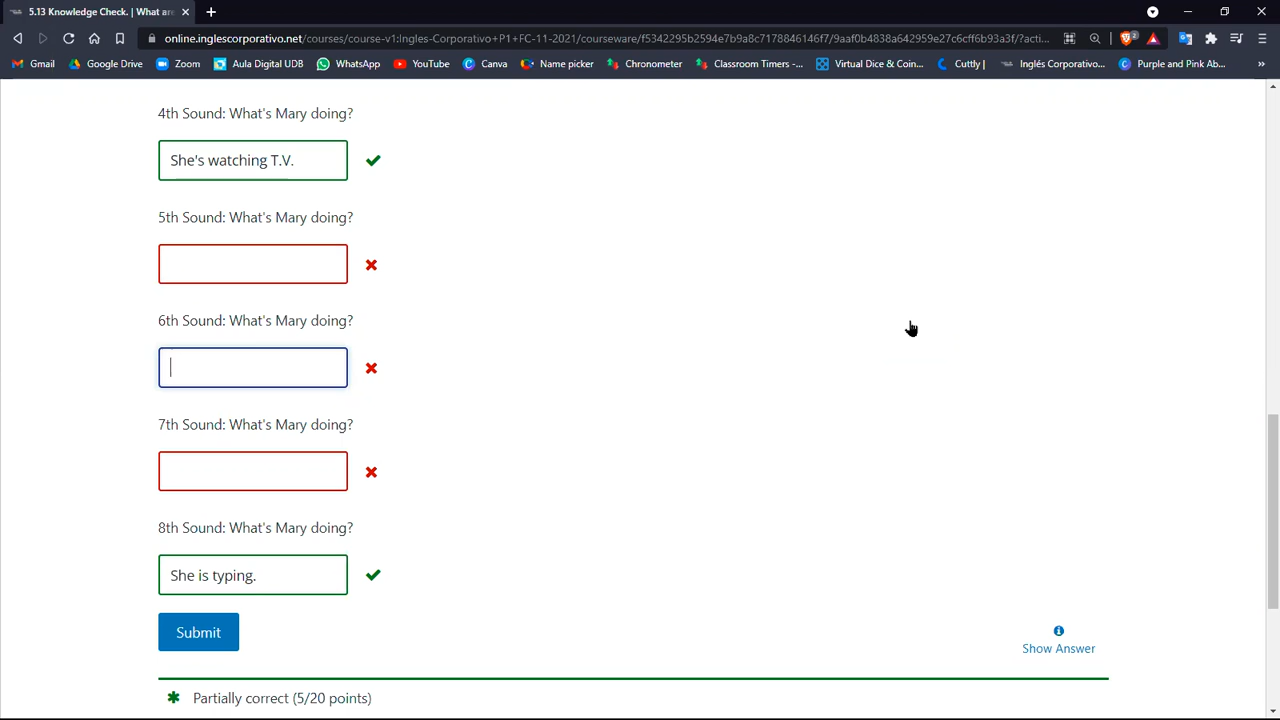 5.13 Knowledge Check. | What are
online.inglescorporativo.net/courses/course-v1:Ingles-Corporativo+P1+FC-11-2021/courseware/f5342295b2594e7b9a8c7178846146f7/9aaf0b4838a642959e27c6cff6b93a3f/?acti...
Gmail Google Drive Zoom Aula Digital UDB WhatsApp YouTube Canva Name picker Chronometer Classroom Timers -... Virtual Dice & Coin... Cuttly | Inglés Corporativo... Purple and Pink Ab... »
4th Sound: What's Mary doing?
She's watching T.V.
5th Sound: What's Mary doing?
6th Sound: What's Mary doing?
7th Sound: What's Mary doing?
8th Sound: What's Mary doing?
She is typing.
Submit
Show Answer
Partially correct (5/20 points)